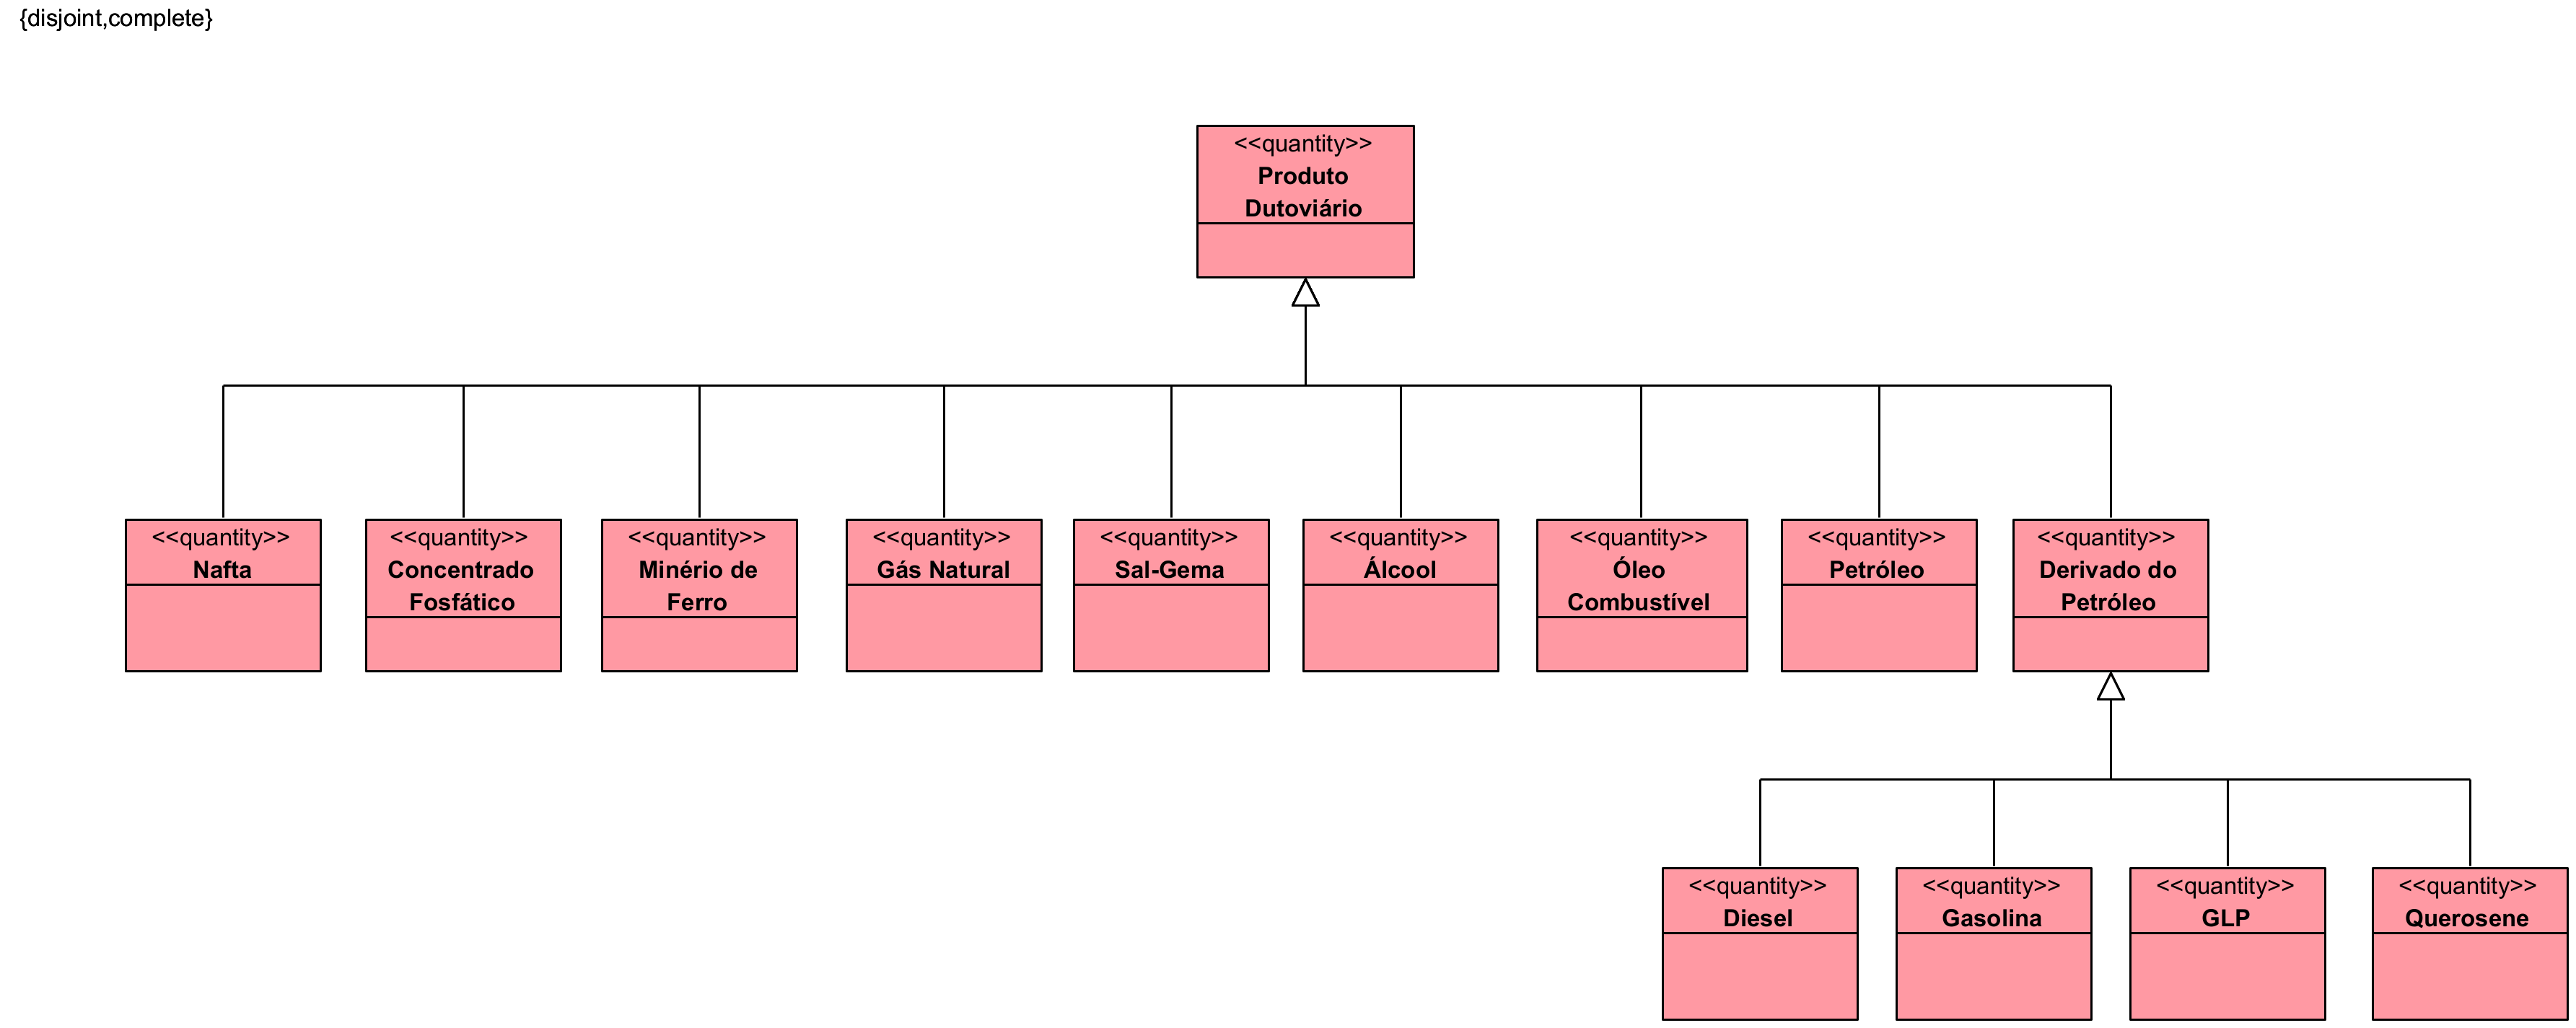 {disjoint,complete}
<<quantity>>
Produto
Dutoviário
<<quantity>>
Nafta
<<quantity>>
Concentrado
Fosfático
<<quantity>>
Minério de
Ferro
<<quantity>>
Gás Natural
<<quantity>>
Sal-Gema
<<quantity>>
Álcool
<<quantity>>
Óleo
Combustível
<<quantity>>
Petróleo
<<quantity>>
Derivado do
Petróleo
<<quantity>>
Diesel
<<quantity>>
Gasolina
<<quantity>>
GLP
<<quantity>>
Querosene